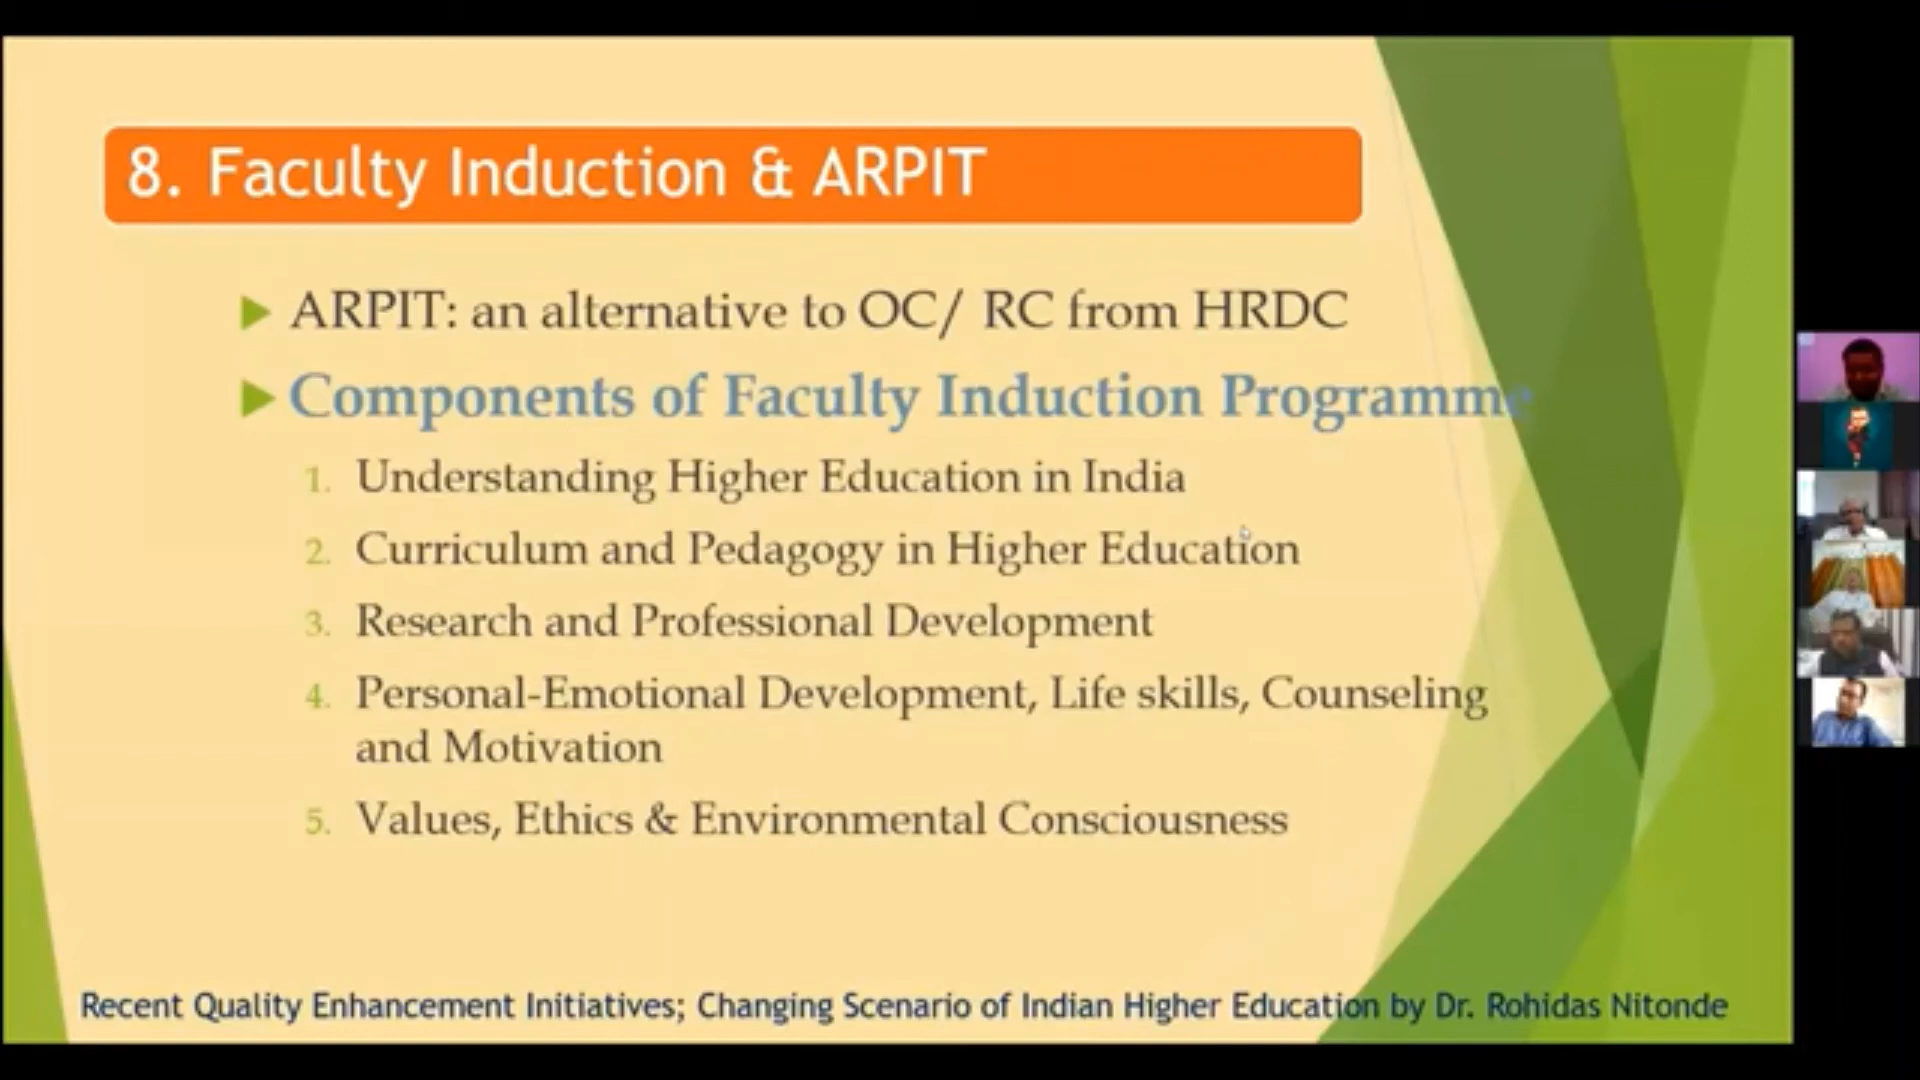 8. Faculty Induction & ARPIT
ARPIT: an alternative to OC/ RC from HRDC
Components of Faculty Induction Programme
1. Understanding Higher Education in India
2. Curriculum and Pedagogy in Higher Education
3. Research and Professional Development
4. Personal-Emotional Development, Life skills, Counseling
and Motivation
5. Values, Ethics & Environmental Consciousness
Recent Quality Enhancement Initiatives; Changing Scenario of Indian Higher Education by Dr. Rohidas Nitonde